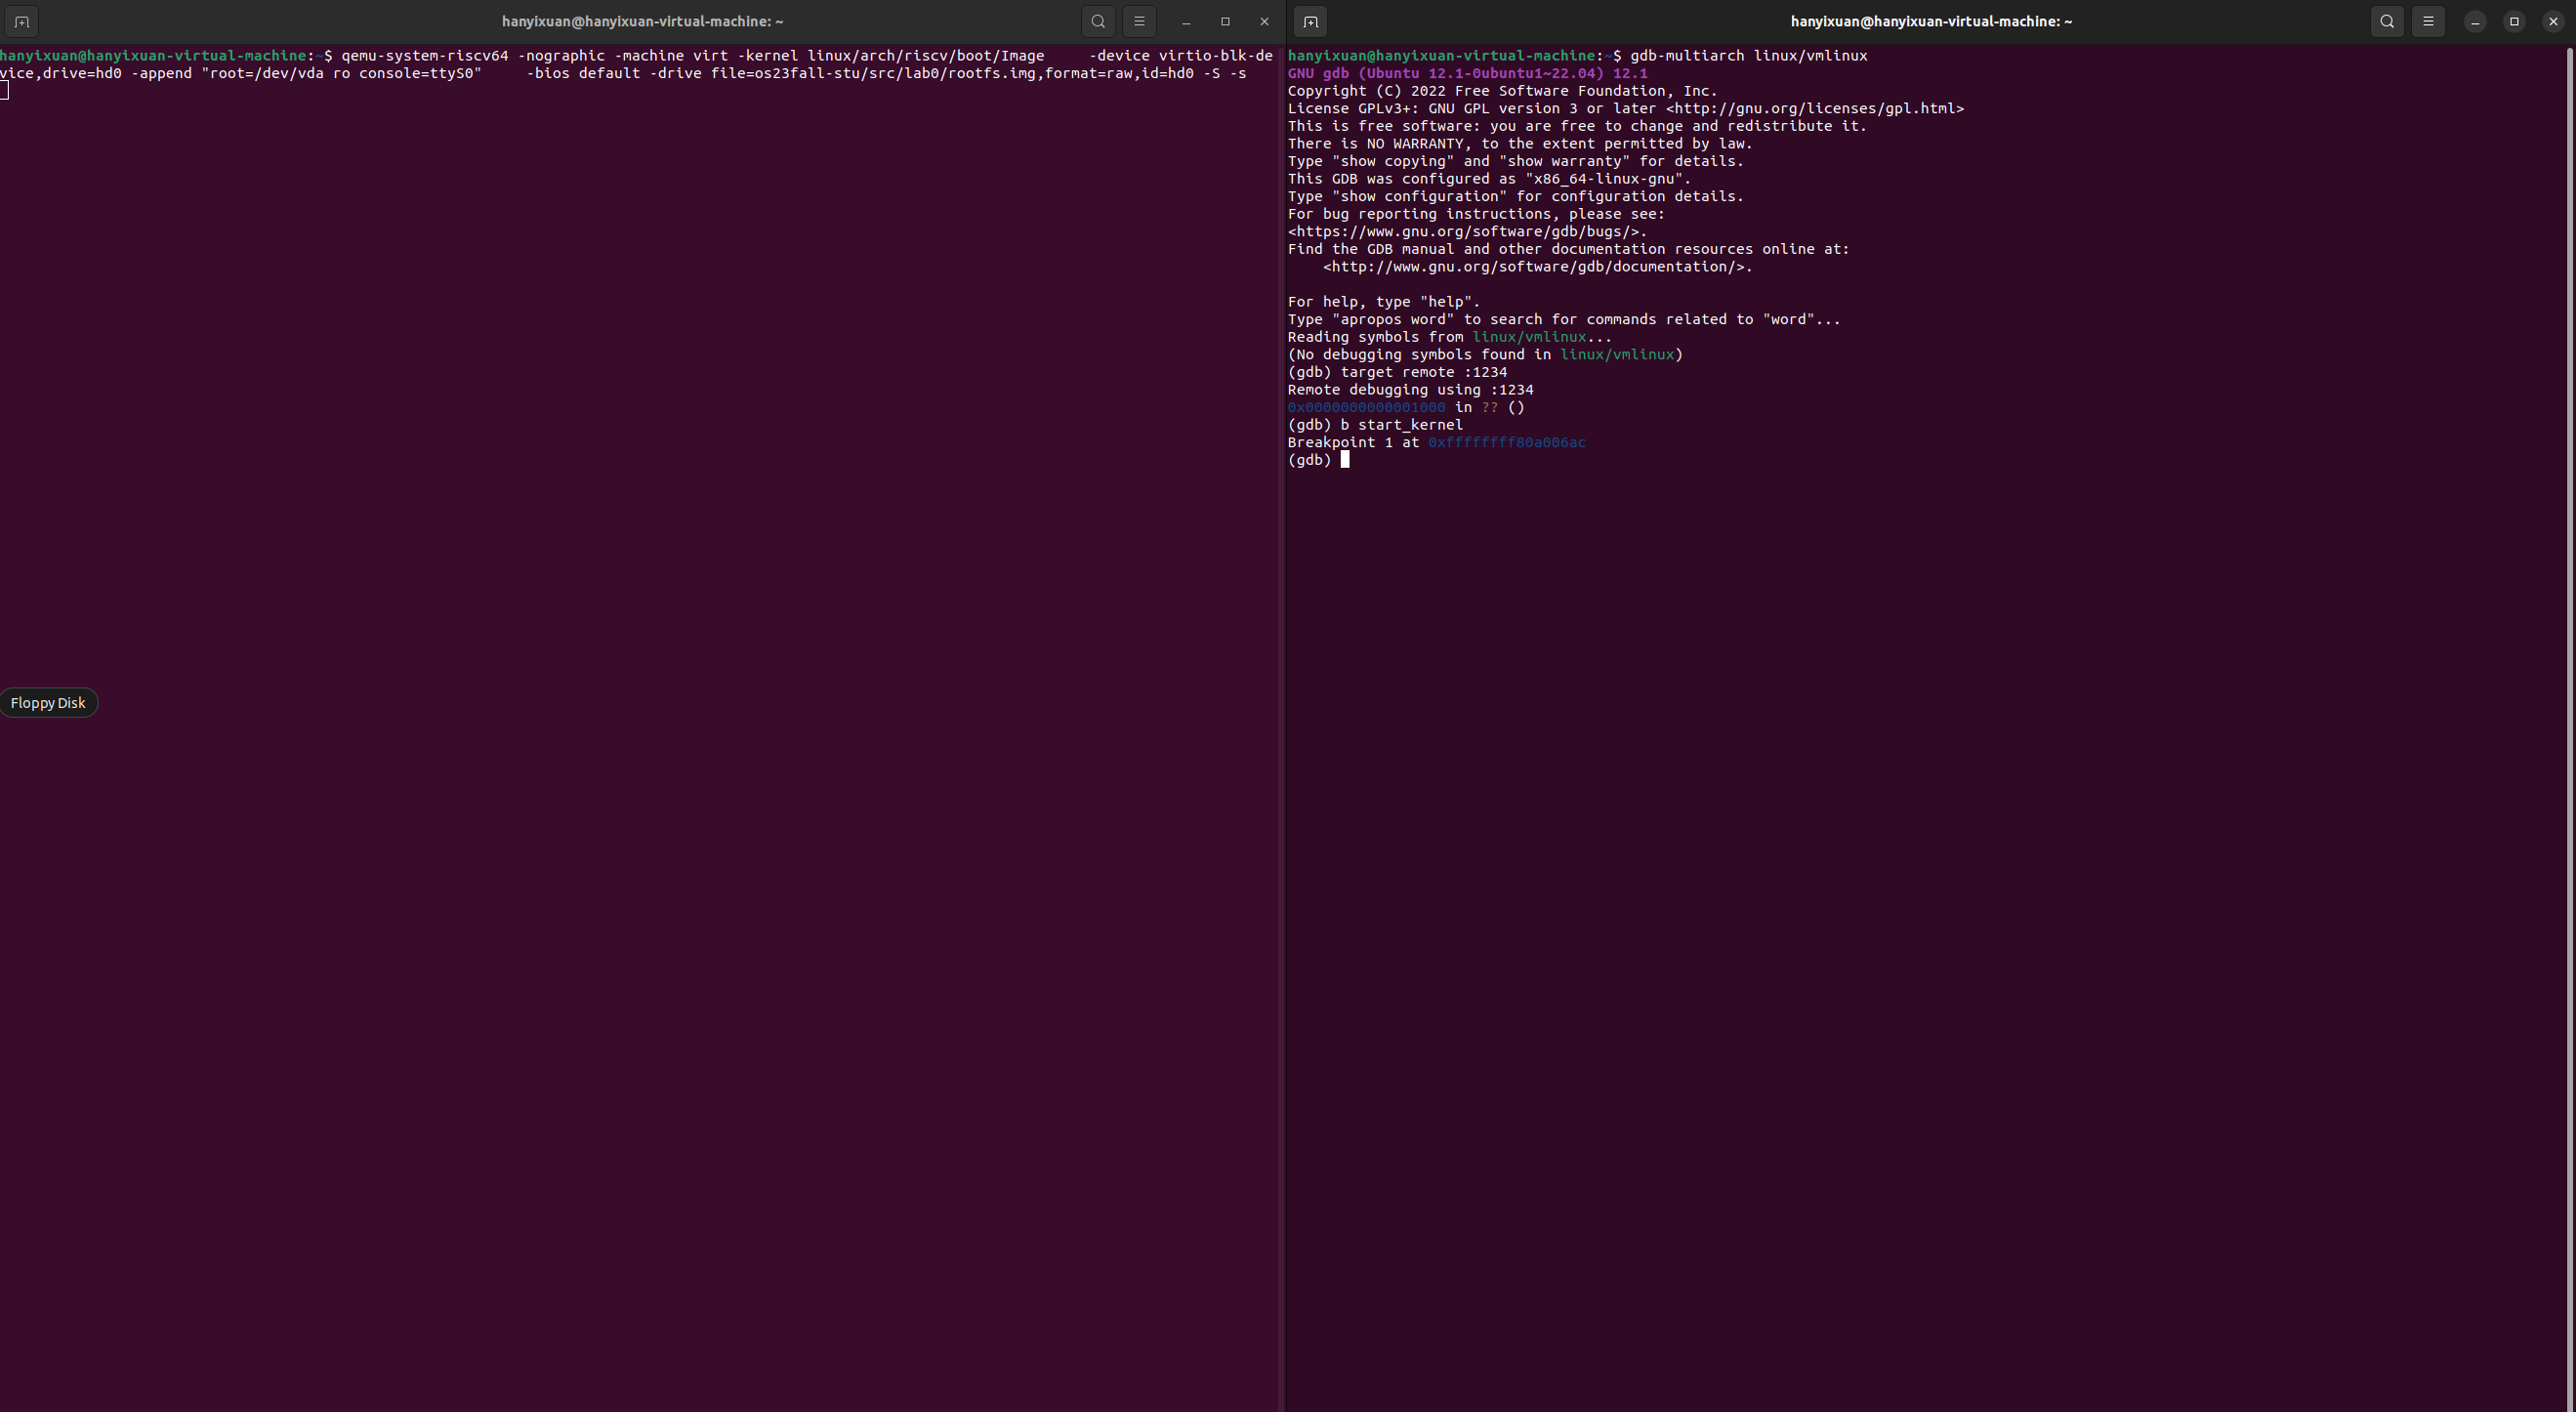 hanyixuan@hanyixuan-virtual-machine: ~
hanyixuan@hanyixuan-virtual-machine:~$ qemu-system-riscv64 -nographic -machine virt -kernel linux/arch/riscv/boot/Image     -device virtio-blk-de
vice,drive=hd0 -append "root=/dev/vda ro console=ttyS0"     -bios default -drive file=os23fall-stu/src/lab0/rootfs.img,format=raw,id=hd0 -S -s
Floppy Disk
hanyixuan@hanyixuan-virtual-machine: ~
hanyixuan@hanyixuan-virtual-machine:~$ gdb-multiarch linux/vmlinux
GNU gdb (Ubuntu 12.1-0ubuntu1~22.04) 12.1
Copyright (C) 2022 Free Software Foundation, Inc.
License GPLv3+: GNU GPL version 3 or later <http://gnu.org/licenses/gpl.html>
This is free software: you are free to change and redistribute it.
There is NO WARRANTY, to the extent permitted by law.
Type "show copying" and "show warranty" for details.
This GDB was configured as "x86_64-linux-gnu".
Type "show configuration" for configuration details.
For bug reporting instructions, please see:
<https://www.gnu.org/software/gdb/bugs/>.
Find the GDB manual and other documentation resources online at:
    <http://www.gnu.org/software/gdb/documentation/>.
For help, type "help".
Type "apropos word" to search for commands related to "word"...
Reading symbols from linux/vmlinux...
(No debugging symbols found in linux/vmlinux)
(gdb) target remote :1234
Remote debugging using :1234
0x0000000000001000 in ?? ()
(gdb) b start_kernel
Breakpoint 1 at 0xffffffff80a006ac
(gdb)